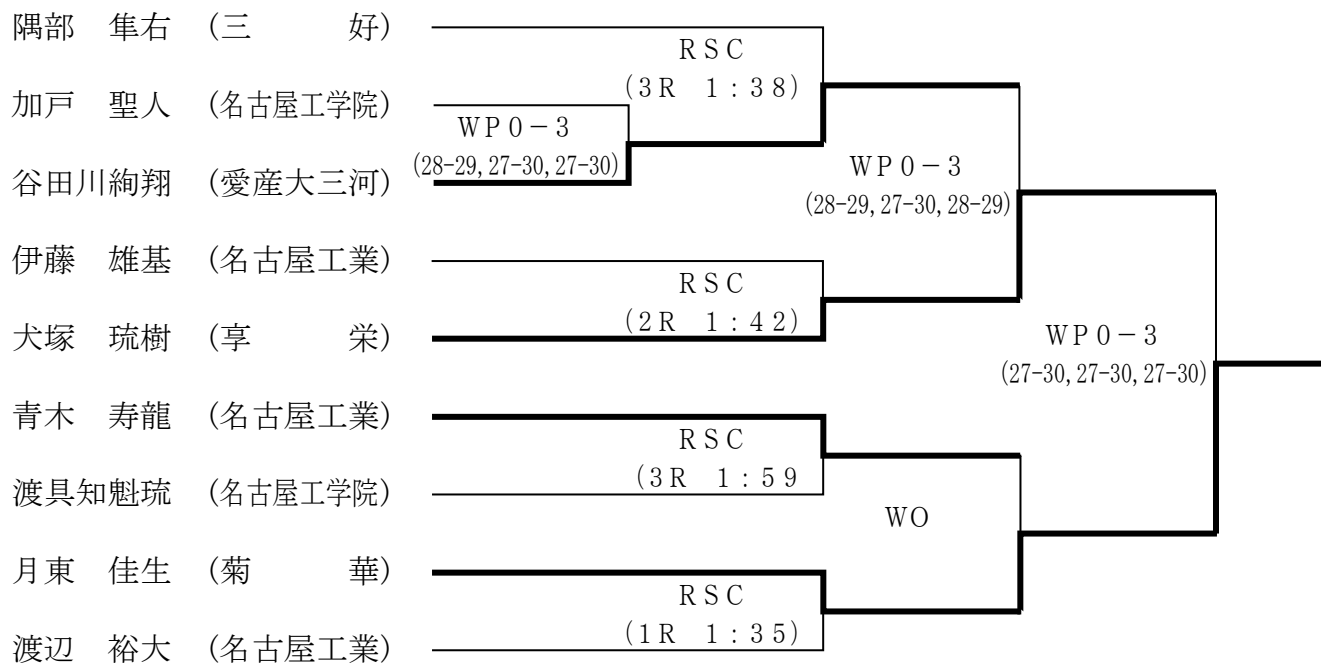 隅部　隼右　(三　　　好)
RSC
(3R　1:38)
加戸　聖人　(名古屋工学院)
WP0-3
(28-29,27-30,27-30)
谷田川絢翔　(愛産大三河)
WP0-3
(28-29,27-30,28-29)
伊藤　雄基　(名古屋工業)
RSC
(2R　1:42)
犬塚　琉樹　(享　　　栄)
WP0-3
(27-30,27-30,27-30)
青木　寿龍　(名古屋工業)
RSC
(3R　1:59
渡具知魁琉　(名古屋工学院)
WO
月東　佳生　(菊　　　華)
RSC
(1R　1:35)
渡辺　裕大　(名古屋工業)